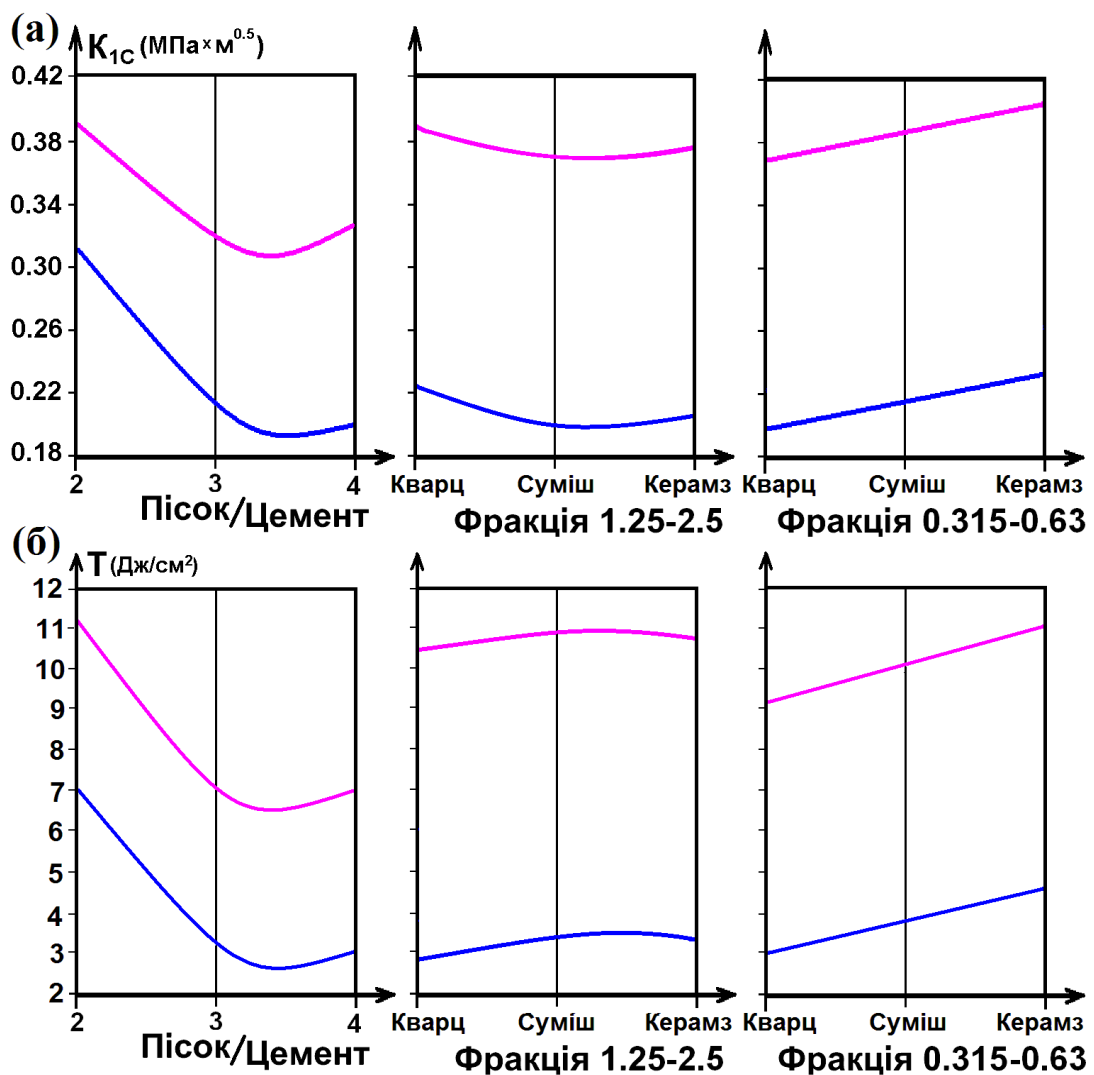 (а)
К1С (МПа×м0.5)
0.42
0.38
0.34
0.30
0.26
0.22
0.18
2 3 4
Пісок/Цемент
Кварц Суміш Керамз
Фракція 1.25-2.5
Кварц Суміш Керамз
Фракція 0.315-0.63
(б)
Т (Дж/см²)
12
11
10
9
8
7
6
5
4
3
2
2 3 4
Пісок/Цемент
Кварц Суміш Керамз
Фракція 1.25-2.5
Кварц Суміш Керамз
Фракція 0.315-0.63